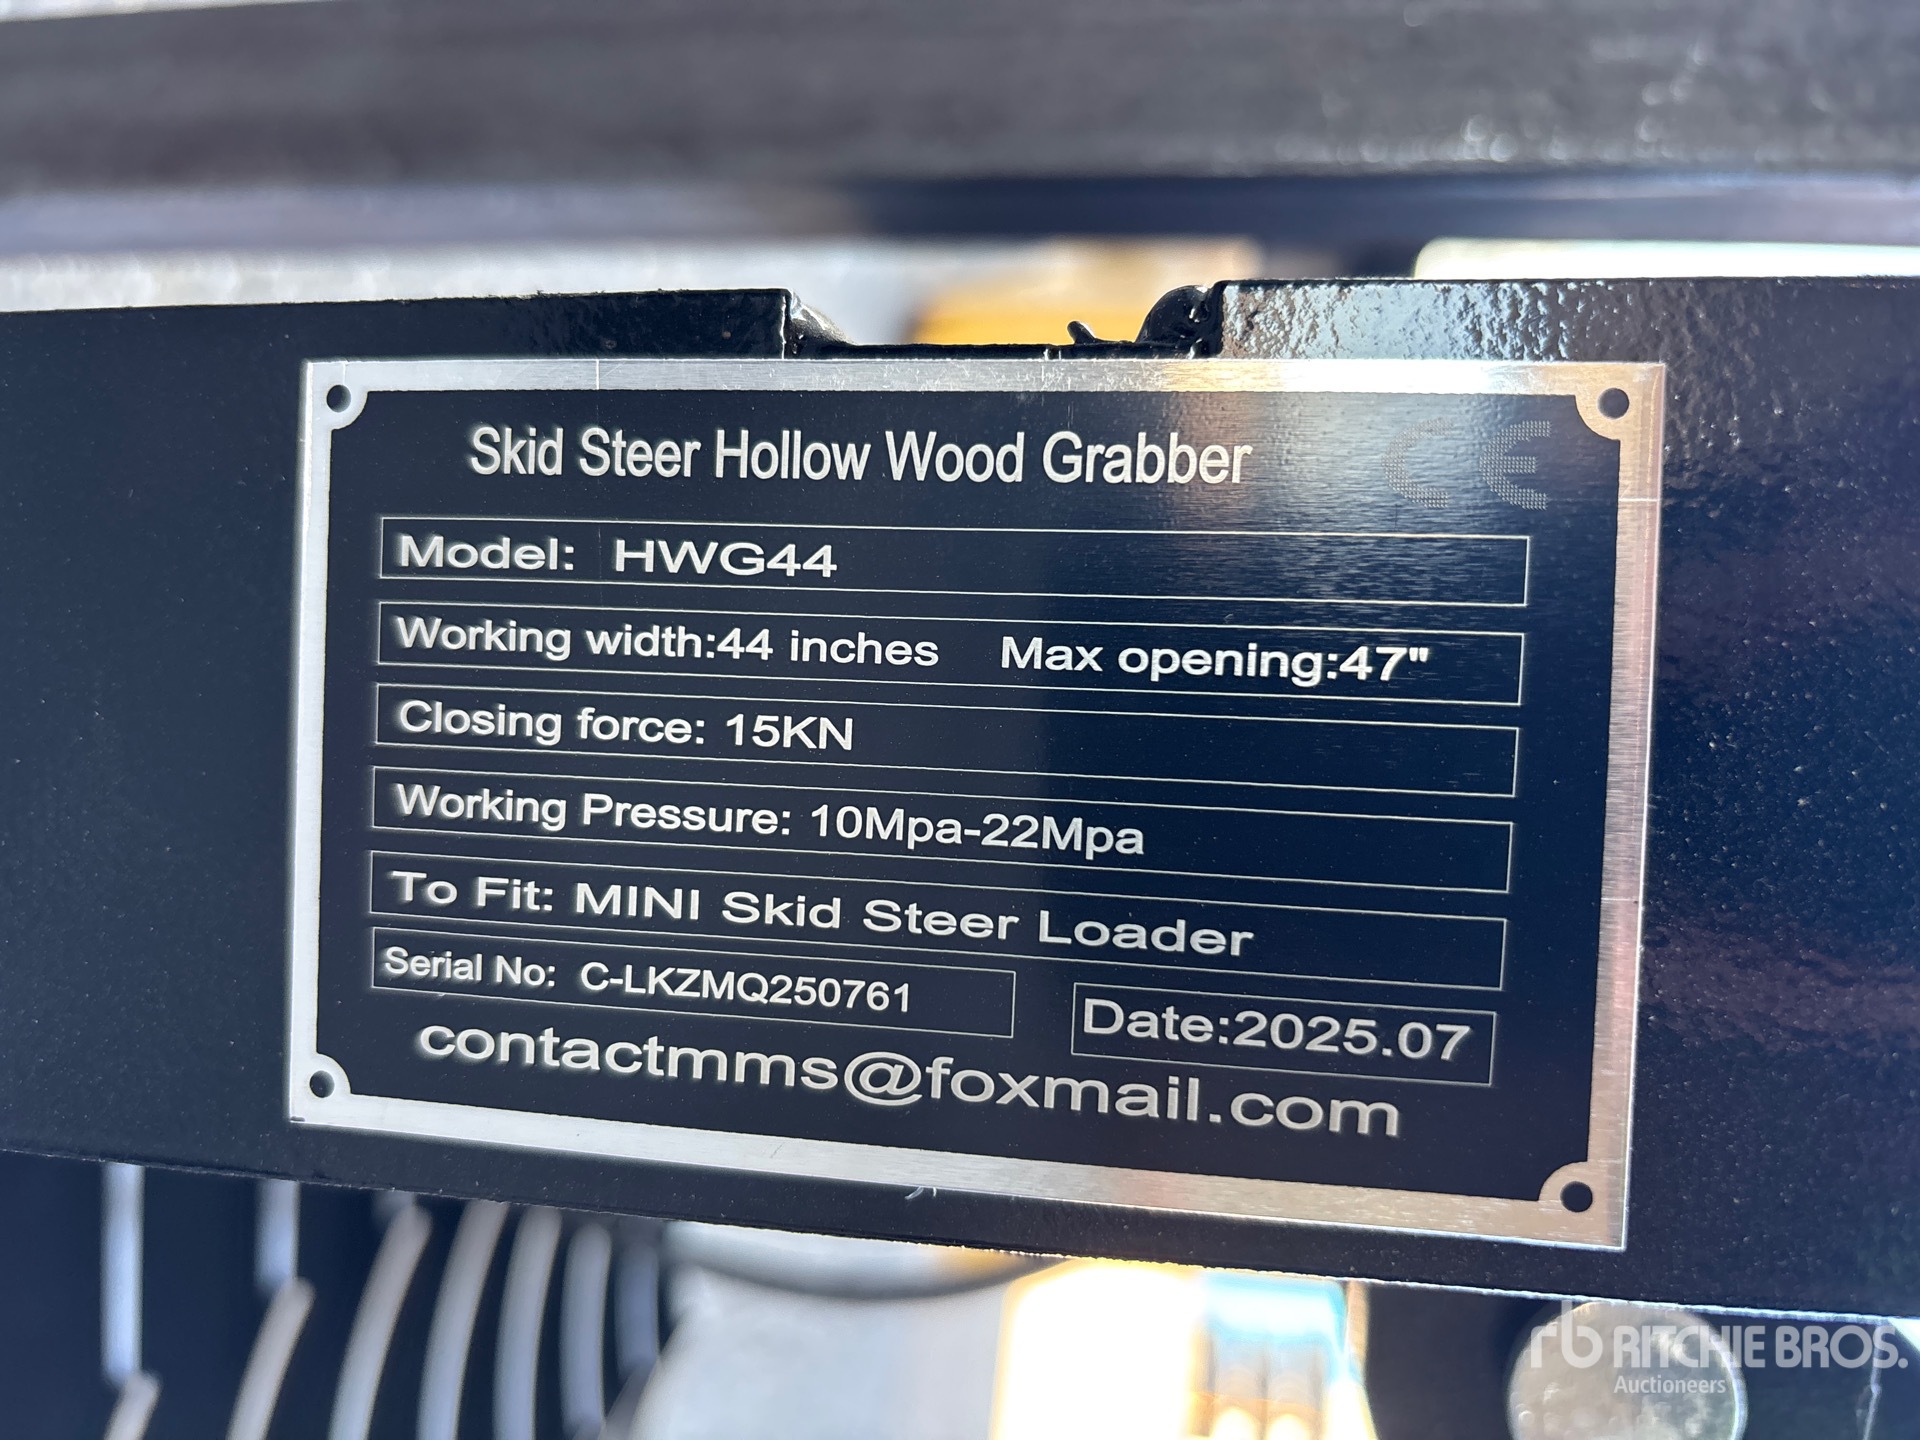 Skid Steer Hollow Wood Grabber CE
Model: HWG44
Working width:44 inches Max opening:47"
Closing force: 15KN
Working Pressure: 10Mpa-22Mpa
To Fit: MINI Skid Steer Loader
Serial No: C-LKZMQ250761
Date:2025.07
contactmms@foxmail.com
rb RITCHIE BROS.
Auctioneers